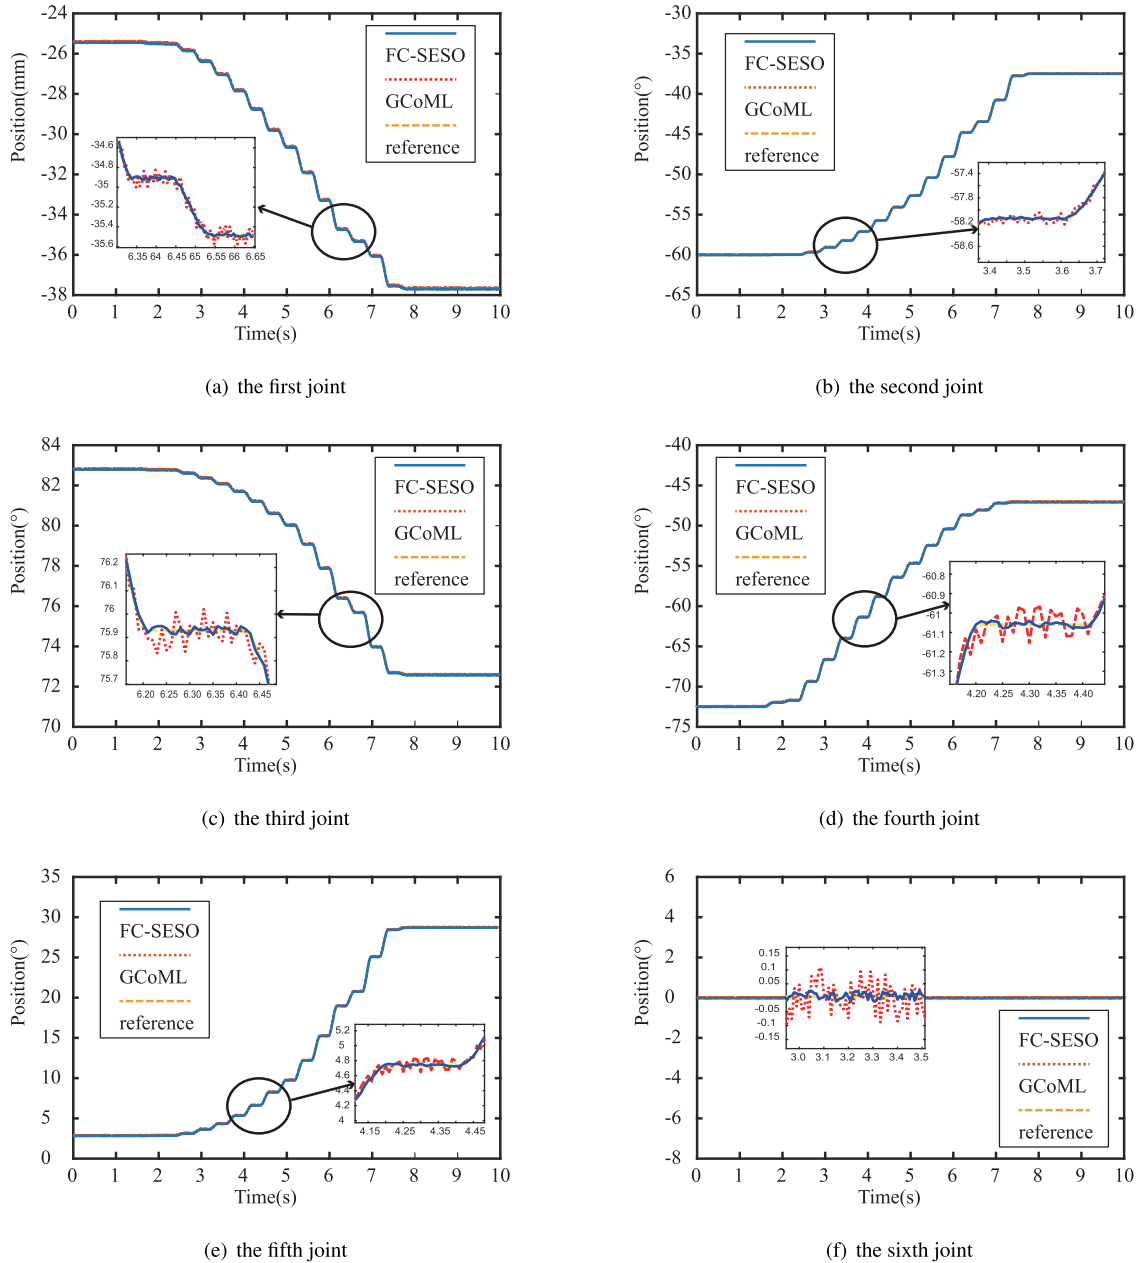 -24
-26
-28
-30
-32
-34
-36
-38
Position(mm)
FC-SESO
GCoML
reference
-34.6
-34.8
-35
-35.2
-35.4
-35.6
6.35 64 6.45 65 6.55 66 6.65
0 1 2 3 4 5 6 7 8 9 10
Time(s)
(a) the first joint
-30
-35
-40
-45
-50
-55
-60
-65
Position(°)
FC-SESO
GCoML
reference
-57.4
-57.8
-58.2
-58.6
3.4 3.5 3.6 3.7
0 1 2 3 4 5 6 7 8 9 10
Time(s)
(b) the second joint
84
82
80
78
76
74
72
70
Position(°)
FC-SESO
GCoML
reference
76.2
76.1
76
75.9
75.8
75.7
6.20 6.25 6.30 6.35 6.40 6.45
0 1 2 3 4 5 6 7 8 9 10
Time(s)
(c) the third joint
-40
-45
-50
-55
-60
-65
-70
-75
Position(°)
FC-SESO
GCoML
reference
-60.8
-60.9
-61
-61.1
-61.2
-61.3
4.20 4.25 4.30 4.35 4.40
0 1 2 3 4 5 6 7 8 9 10
Time(s)
(d) the fourth joint
35
30
25
20
15
10
5
0
Position(°)
FC-SESO
GCoML
reference
5.2
5
4.8
4.6
4.4
4.2
4
4.15 4.25 4.35 4.45
0 1 2 3 4 5 6 7 8 9 10
Time(s)
(e) the fifth joint
6
4
2
0
-2
-4
-6
-8
Position(°)
0.15
0.1
0.05
0
-0.05
-0.1
-0.15
3.0 3.1 3.2 3.3 3.4 3.5
FC-SESO
GCoML
reference
0 1 2 3 4 5 6 7 8 9 10
Time(s)
(f) the sixth joint